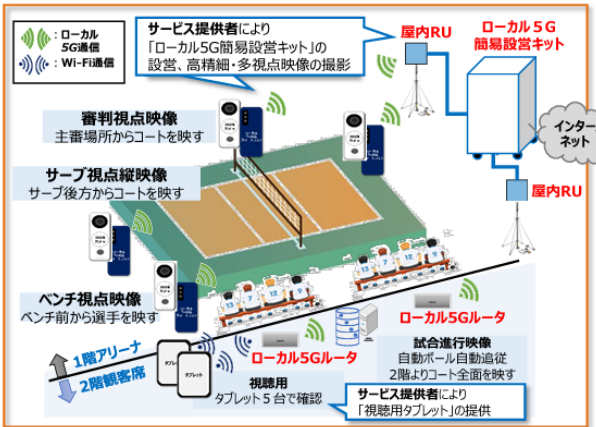 ：ローカル
5G通信
：Wi-Fi通信
サービス提供者により
「ローカル5G簡易設営キット」の
設営、高精細・多視点映像の撮影
屋内RU
ローカル５G
簡易設営キット
インター
ネット
屋内RU
審判視点映像
主審場所からコートを映す
サーブ視点縦映像
サーブ後方からコートを映す
ベンチ視点映像
ベンチ前から選手を映す
13
7
12
9
13
7
12
9
ローカル5Gルータ
ローカル5Gルータ
試合進行映像
自動ボール自動追従
2階よりコート全面を映す
1階アリーナ
2階観客席
タブレット
タブレット
視聴用
タブレット５台で確認
サービス提供者により
「視聴用タブレット」の提供